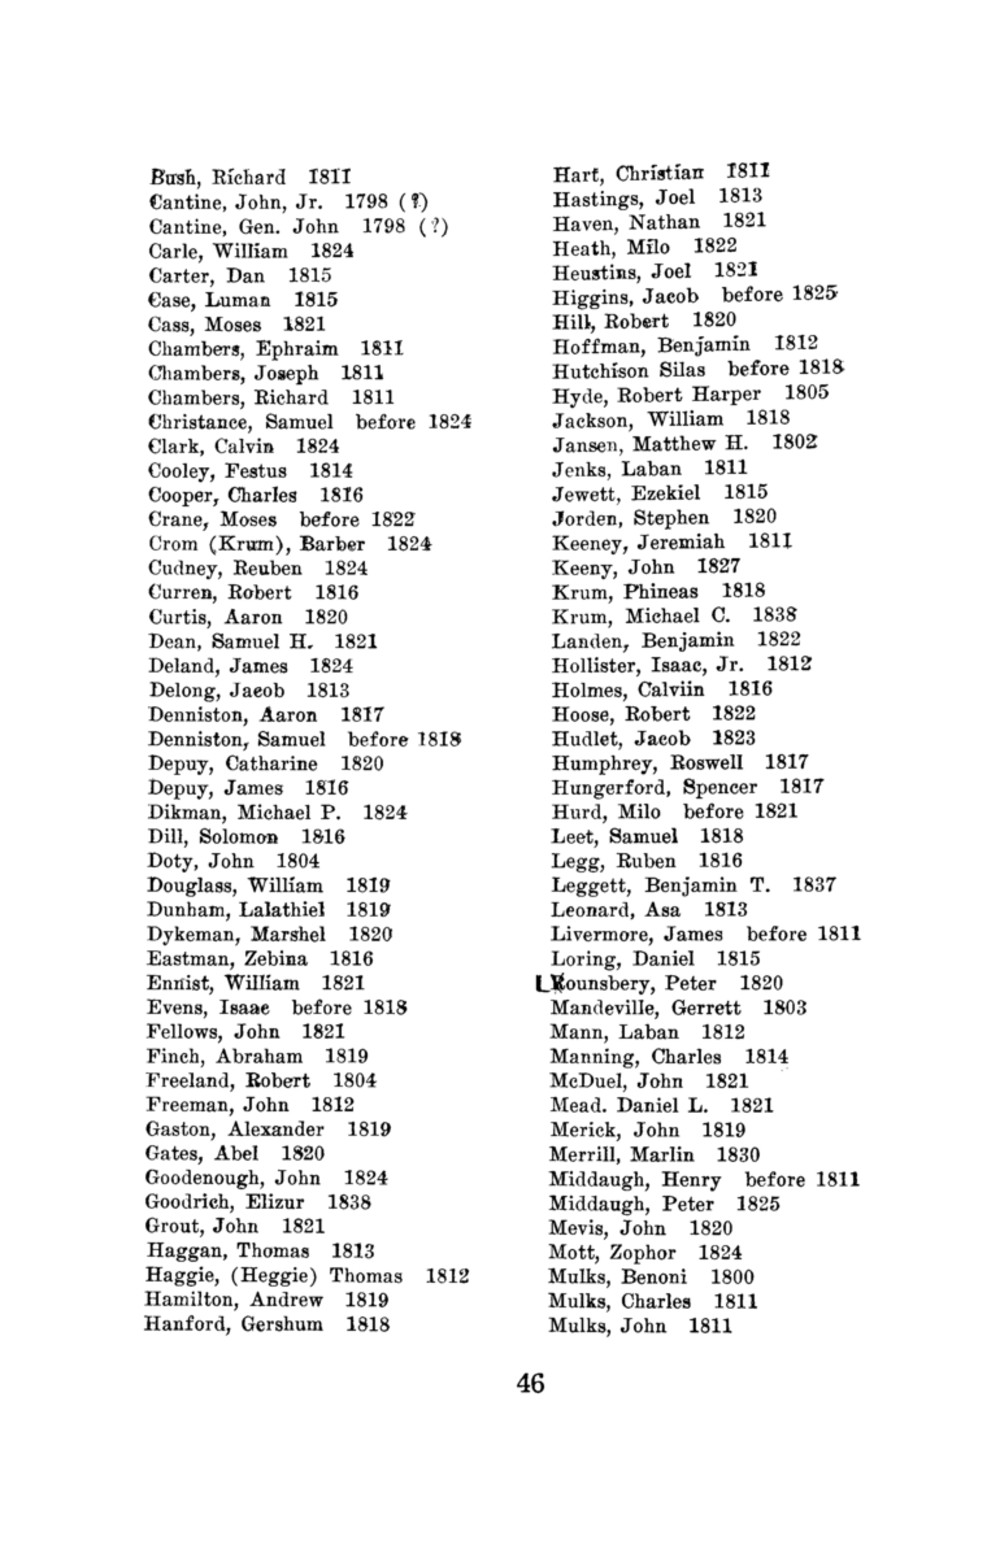 Bush, Richard 1811
Cantine, John, Jr. 1798 (?)
Cantine, Gen. John 1798 (?)
Carle, William 1824
Carter, Dan 1815
Case, Luman 1815
Cass, Moses 1821
Chambers, Ephraim 1811
Chambers, Joseph 1811
Chambers, Richard 1811
Christance, Samuel before 1824
Clark, Calvin 1824
Cooley, Festus 1814
Cooper, Charles 1816
Crane, Moses before 1822
Crom (Krum), Barber 1824
Cudney, Reuben 1824
Curren, Robert 1816
Curtis, Aaron 1820
Dean, Samuel H. 1821
Deland, James 1824
Delong, Jacob 1813
Denniston, Aaron 1817
Denniston, Samuel before 1818
Depuy, Catharine 1820
Depuy, James 1816
Dikman, Michael P. 1824
Dill, Solomon 1816
Doty, John 1804
Douglass, William 1819
Dunham, Lalathiel 1819
Dykeman, Marshel 1820
Eastman, Zebina 1816
Ennist, William 1821
Evens, Isaac before 1818
Fellows, John 1821
Finch, Abraham 1819
Freeland, Robert 1804
Freeman, John 1812
Gaston, Alexander 1819
Gates, Abel 1820
Goodenough, John 1824
Goodrich, Elizur 1838
Grout, John 1821
Haggan, Thomas 1813
Haggie, (Heggie) Thomas 1812
Hamilton, Andrew 1819
Hanford, Gershum 1818
Hart, Christian 1811
Hastings, Joel 1813
Haven, Nathan 1821
Heath, Milo 1822
Heustins, Joel 1821
Higgins, Jacob before 1825
Hill, Robert 1820
Hoffman, Benjamin 1812
Hutchison Silas before 1818
Hyde, Robert Harper 1805
Jackson, William 1818
Jansen, Matthew H. 1802
Jenks, Laban 1811
Jewett, Ezekiel 1815
Jorden, Stephen 1820
Keeney, Jeremiah 1811
Keeny, John 1827
Krum, Phineas 1818
Krum, Michael C. 1838
Landen, Benjamin 1822
Hollister, Isaac, Jr. 1812
Holmes, Calviin 1816
Hoose, Robert 1822
Hudlet, Jacob 1823
Humphrey, Roswell 1817
Hungerford, Spencer 1817
Hurd, Milo before 1821
Leet, Samuel 1818
Legg, Ruben 1816
Leggett, Benjamin T. 1837
Leonard, Asa 1813
Livermore, James before 1811
Loring, Daniel 1815
Lounsbery, Peter 1820
Mandeville, Gerrett 1803
Mann, Laban 1812
Manning, Charles 1814
McDuel, John 1821
Mead. Daniel L. 1821
Merick, John 1819
Merrill, Marlin 1830
Middaugh, Henry before 1811
Middaugh, Peter 1825
Mevis, John 1820
Mott, Zophor 1824
Mulks, Benoni 1800
Mulks, Charles 1811
Mulks, John 1811
46